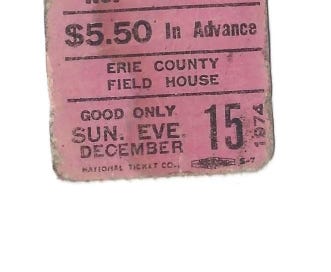 $5.50 In Advance
ERIE COUNTY
FIELD HOUSE
GOOD ONLY
SUN. EVE.
DECEMBER
15
1974
NATIONAL TICKET CO.
S-7